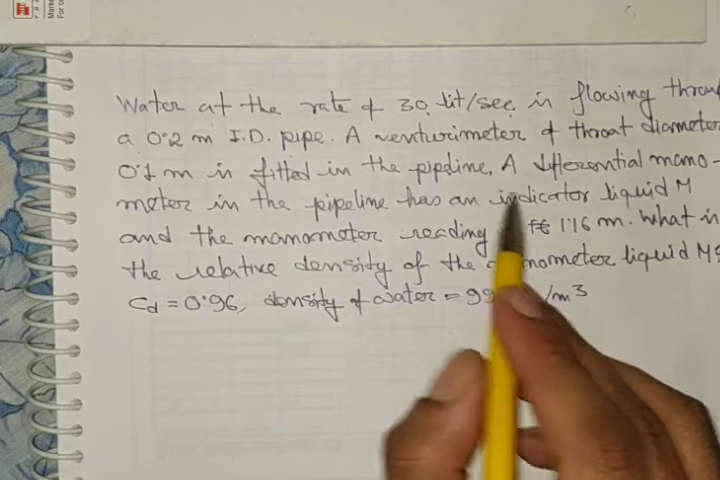 Water at the rate of 30 lit/sec. is flowing throu
a 0.2 m I.D. pipe. A venturimeter of throat diameter
0.1 m is fitted in the pipeline. A differential mano-
meter in the pipeline has an indicator liquid M
and the manometer reading 1.16 m. What is
the relative density of the manometer liquid M?
Cd = 0.96, density of water = 99 /m3